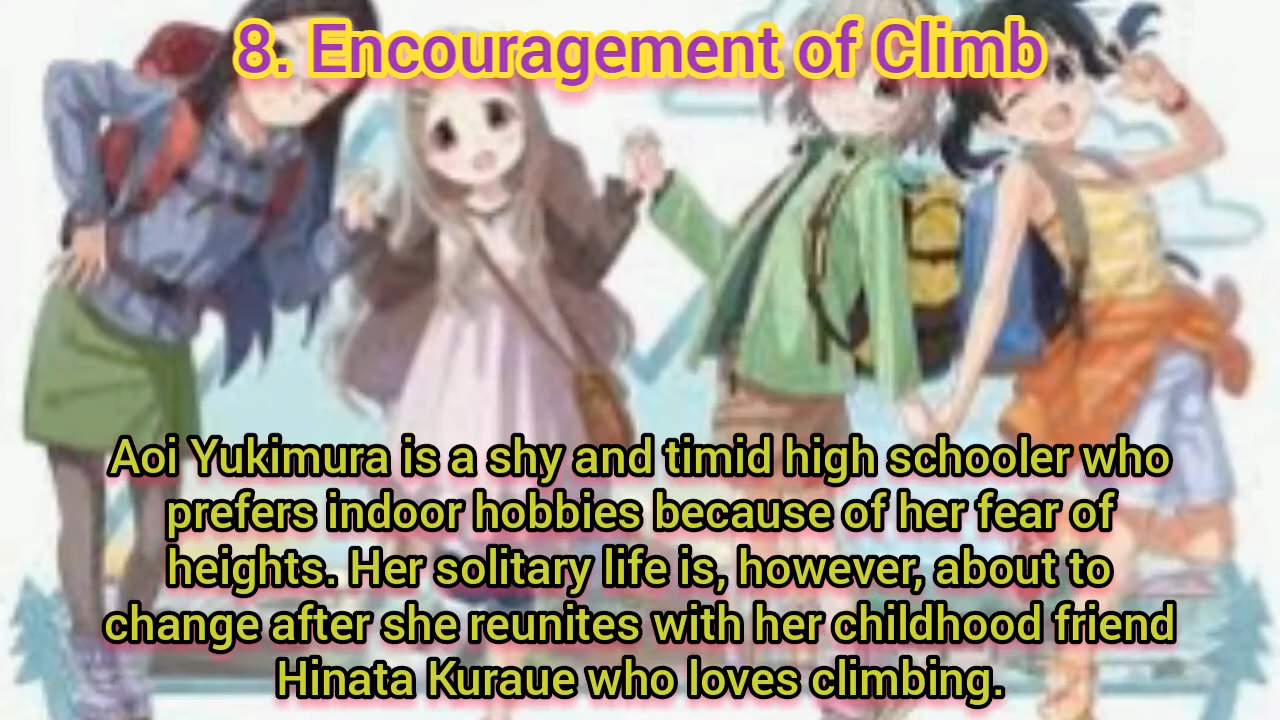 8. Encouragement of Climb
Aoi Yukimura is a shy and timid high schooler who
prefers indoor hobbies because of her fear of
heights. Her solitary life is, however, about to
change after she reunites with her childhood friend
Hinata Kuraue who loves climbing.